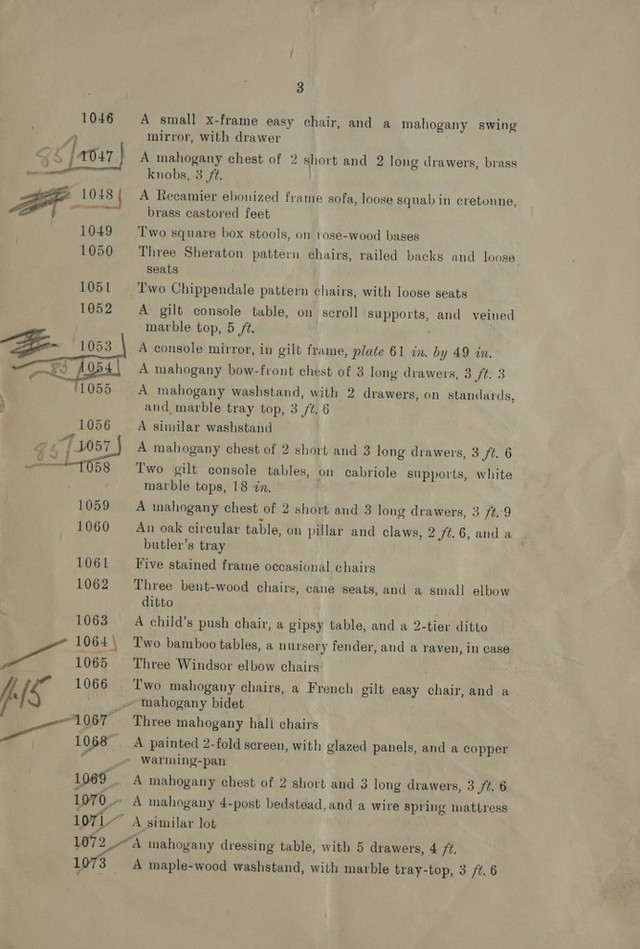 3
1046 A small x-frame easy chair, and a mahogany swing
mirror, with drawer
1047 A mahogany chest of 2 short and 2 long drawers, brass
knobs, 3 ft.
1048 A Recamier ebonized frame sofa, loose squab in cretonne,
brass castored feet
1049 Two square box stools, on rose-wood bases
1050 Three Sheraton pattern chairs, railed backs and loose
seats
1051 Two Chippendale pattern chairs, with loose seats
1052 A gilt console table, on scroll supports, and veined
marble top, 5 ft.
1053 A console mirror, in gilt frame, plate 61 in. by 49 in.
1054 A mahogany bow-front chest of 3 long drawers, 3 ft. 3
1055 A mahogany washstand, with 2 drawers, on standards,
and marble tray top, 3 ft. 6
1056 A similar washstand
1057 A mahogany chest of 2 short and 3 long drawers, 3 ft. 6
1058 Two gilt console tables, on cabriole supports, white
marble tops, 18 in.
1059 A mahogany chest of 2 short and 3 long drawers, 3 ft. 9
1060 An oak circular table, on pillar and claws, 2 ft. 6, and a
butler's tray
1061 Five stained frame occasional chairs
1062 Three bent-wood chairs, cane seats, and a small elbow
ditto
1063 A child's push chair, a gipsy table, and a 2-tier ditto
1064 Two bamboo tables, a nursery fender, and a raven, in case
1065 Three Windsor elbow chairs
1066 Two mahogany chairs, a French gilt easy chair, and a
mahogany bidet
1067 Three mahogany hall chairs
1068 A painted 2-fold screen, with glazed panels, and a copper
warming-pan
1069 A mahogany chest of 2 short and 3 long drawers, 3 ft. 6
1070 A mahogany 4-post bedstead, and a wire spring mattress
1071 A similar lot
1072 A mahogany dressing table, with 5 drawers, 4 ft.
1073 A maple-wood washstand, with marble tray-top, 3 ft. 6